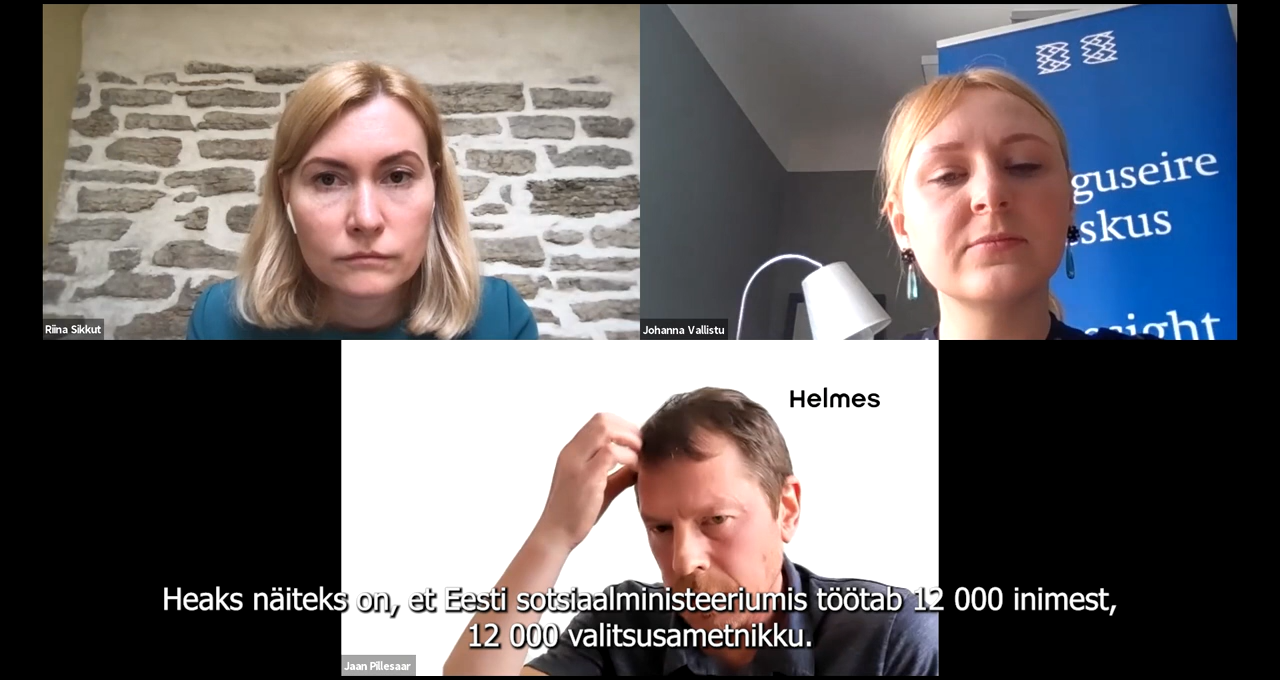 guseire
skus
sight
Riina Sikkut
Johanna Vallistu
Helmes
Heaks näiteks on, et Eesti sotsiaalministeeriumis töötab 12 000 inimest,
12 000 valitsusametnikku.
Jaan Pillesaar